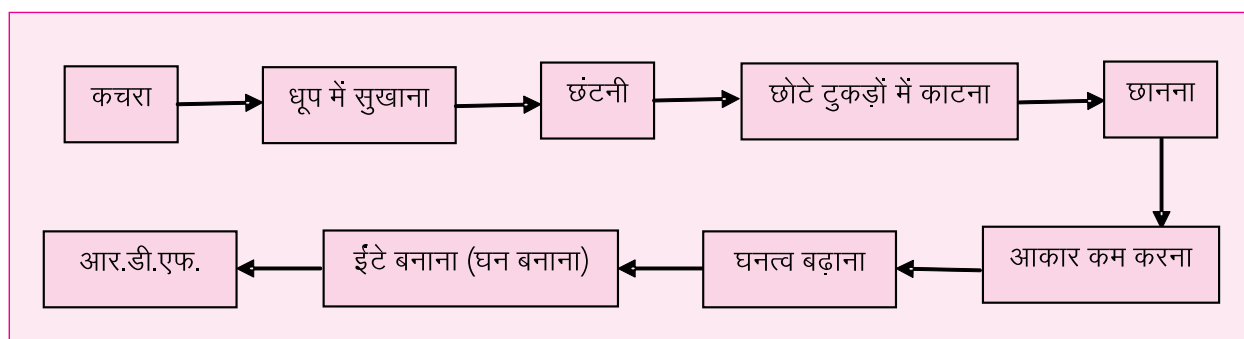 कचरा
धूप में सुखाना
छंटनी
छोटे टुकड़ों में काटना
छानना
आकार कम करना
घनत्व बढ़ाना
ईंटे बनाना (घन बनाना)
आर.डी.एफ.